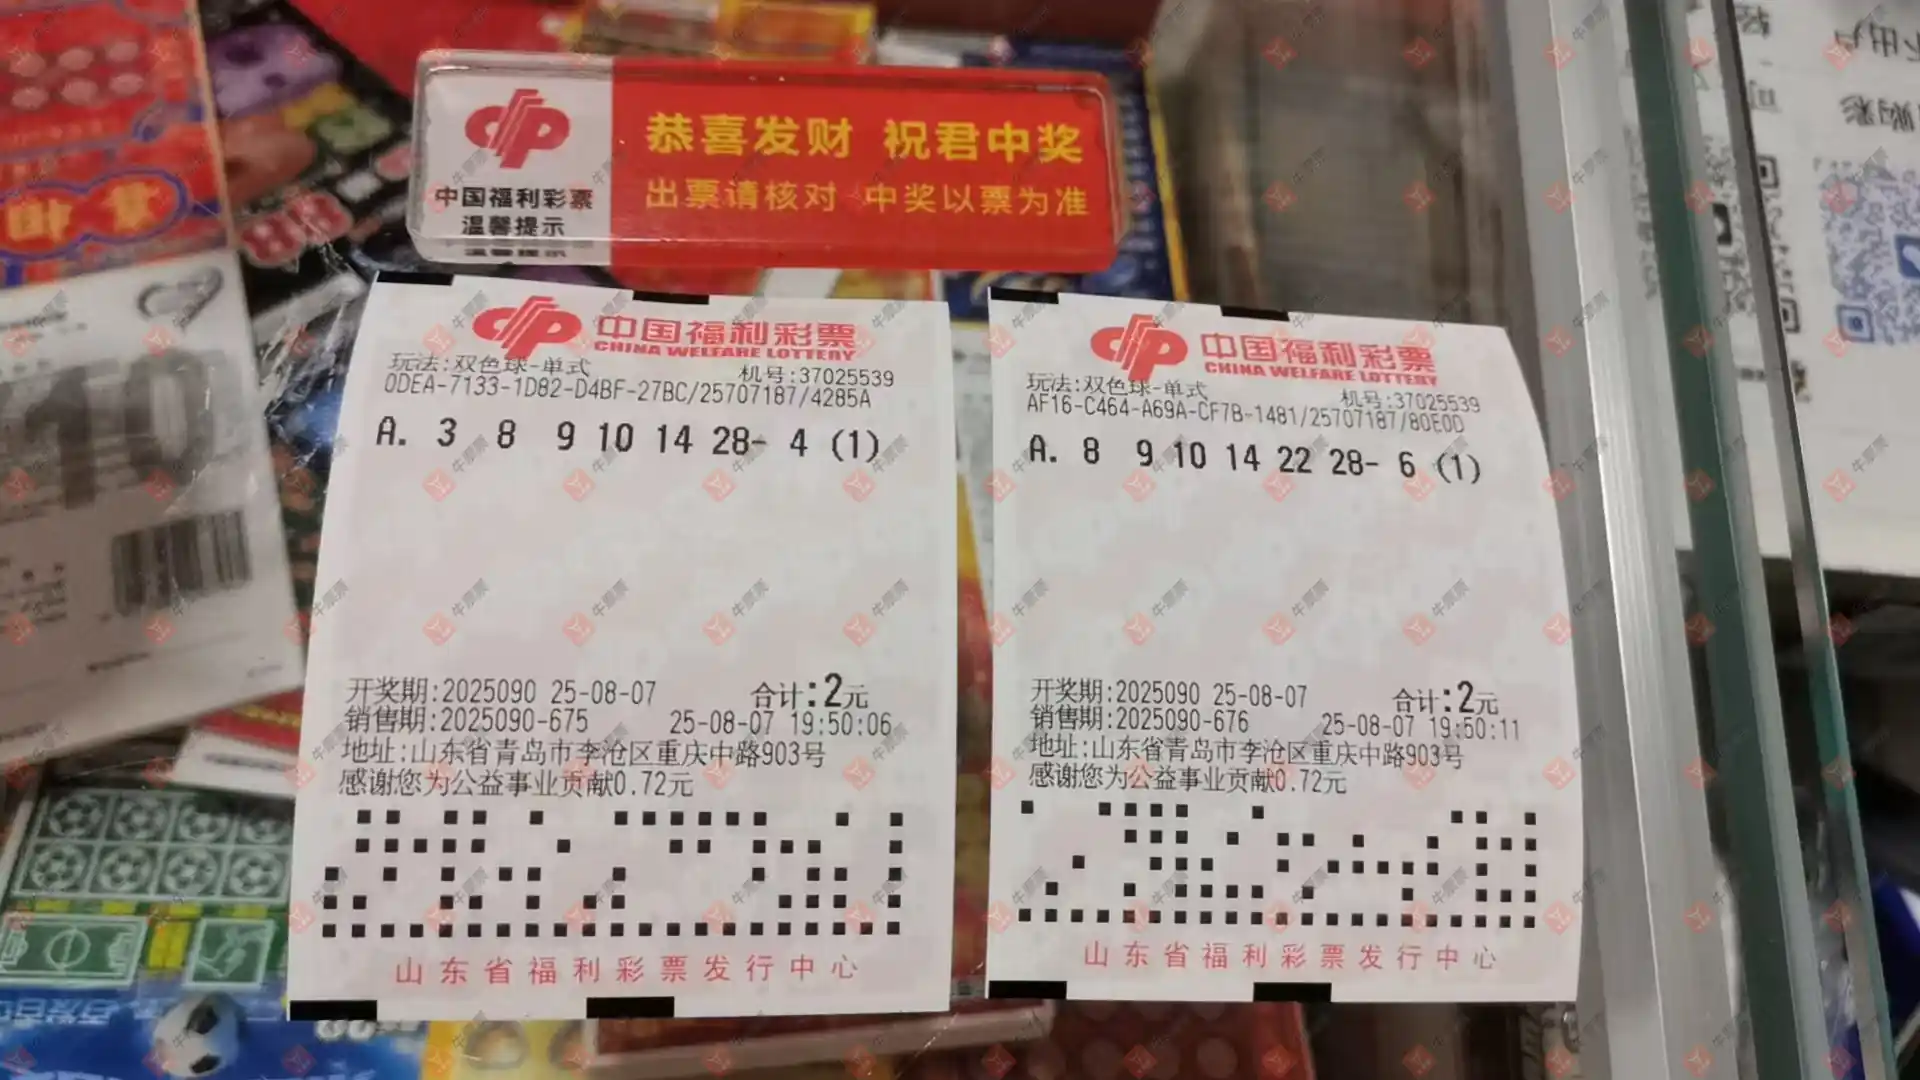 恭喜发财 祝君中奖
出票请核对 中奖以票为准
中国福利彩票
温馨提示
中国福利彩票
CHINA WELFARE LOTTERY
玩法:双色球-单式 机号:37025539
0DEA-7133-1D82-D4BF-27BC/25707187/4285A
A. 3 8 9 10 14 28- 4 (1)
开奖期:2025090 25-08-07 合计:2元
销售期:2025090-675 25-08-07 19:50:06
地址:山东省青岛市李沧区重庆中路903号
感谢您为公益事业贡献0.72元
山东省福利彩票发行中心
中国福利彩票
CHINA WELFARE LOTTERY
玩法:双色球-单式 机号:37025539
AF16-C464-A69A-CF7B-1481/25707187/80E0D
A. 8 9 10 14 22 28- 6 (1)
开奖期:2025090 25-08-07 合计:2元
销售期:2025090-676 25-08-07 19:50:11
地址:山东省青岛市李沧区重庆中路903号
感谢您为公益事业贡献0.72元
山东省福利彩票发行中心
牛票票